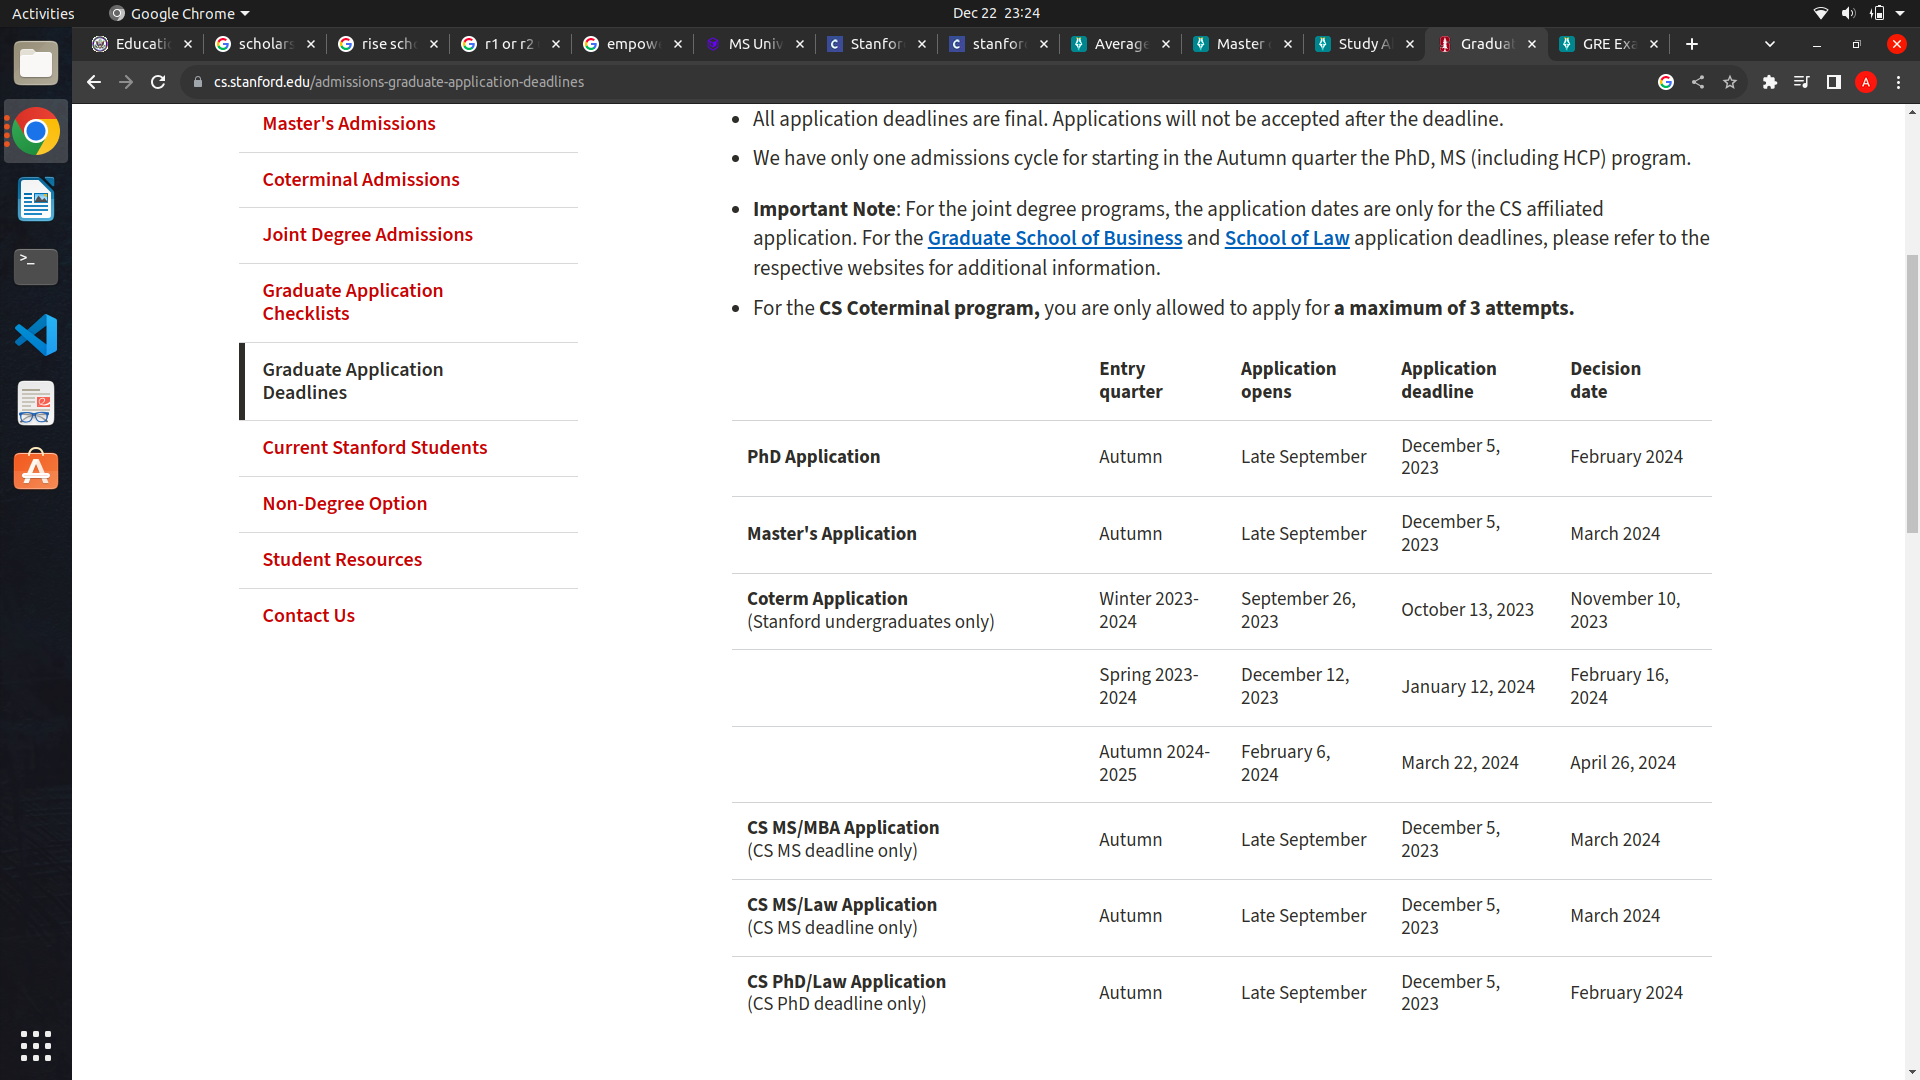 Activities
Google Chrome
Dec 22 23:24
Educati
scholars
rise scho
r1 or r2
empow
MS Univ
Stanfor
stanfor
Average
Master
Study A
Gradua
GRE Exa
cs.stanford.edu/admissions-graduate-application-deadlines
A
Master's Admissions
Coterminal Admissions
Joint Degree Admissions
Graduate Application
Checklists
Graduate Application
Deadlines
Current Stanford Students
Non-Degree Option
Student Resources
Contact Us
• All application deadlines are final. Applications will not be accepted after the deadline.
• We have only one admissions cycle for starting in the Autumn quarter the PhD, MS (including HCP) program.
• Important Note: For the joint degree programs, the application dates are only for the CS affiliated
application. For the Graduate School of Business and School of Law application deadlines, please refer to the
respective websites for additional information.
• For the CS Coterminal program, you are only allowed to apply for a maximum of 3 attempts.
Entry
quarter
Application
opens
Application
deadline
Decision
date
PhD Application
Autumn
Late September
December 5,
2023
February 2024
Master's Application
Autumn
Late September
December 5,
2023
March 2024
Coterm Application
(Stanford undergraduates only)
Winter 2023-
2024
September 26,
2023
October 13, 2023
November 10,
2023
Spring 2023-
2024
December 12,
2023
January 12, 2024
February 16,
2024
Autumn 2024-
2025
February 6,
2024
March 22, 2024
April 26, 2024
CS MS/MBA Application
(CS MS deadline only)
Autumn
Late September
December 5,
2023
March 2024
CS MS/Law Application
(CS MS deadline only)
Autumn
Late September
December 5,
2023
March 2024
CS PhD/Law Application
(CS PhD deadline only)
Autumn
Late September
December 5,
2023
February 2024